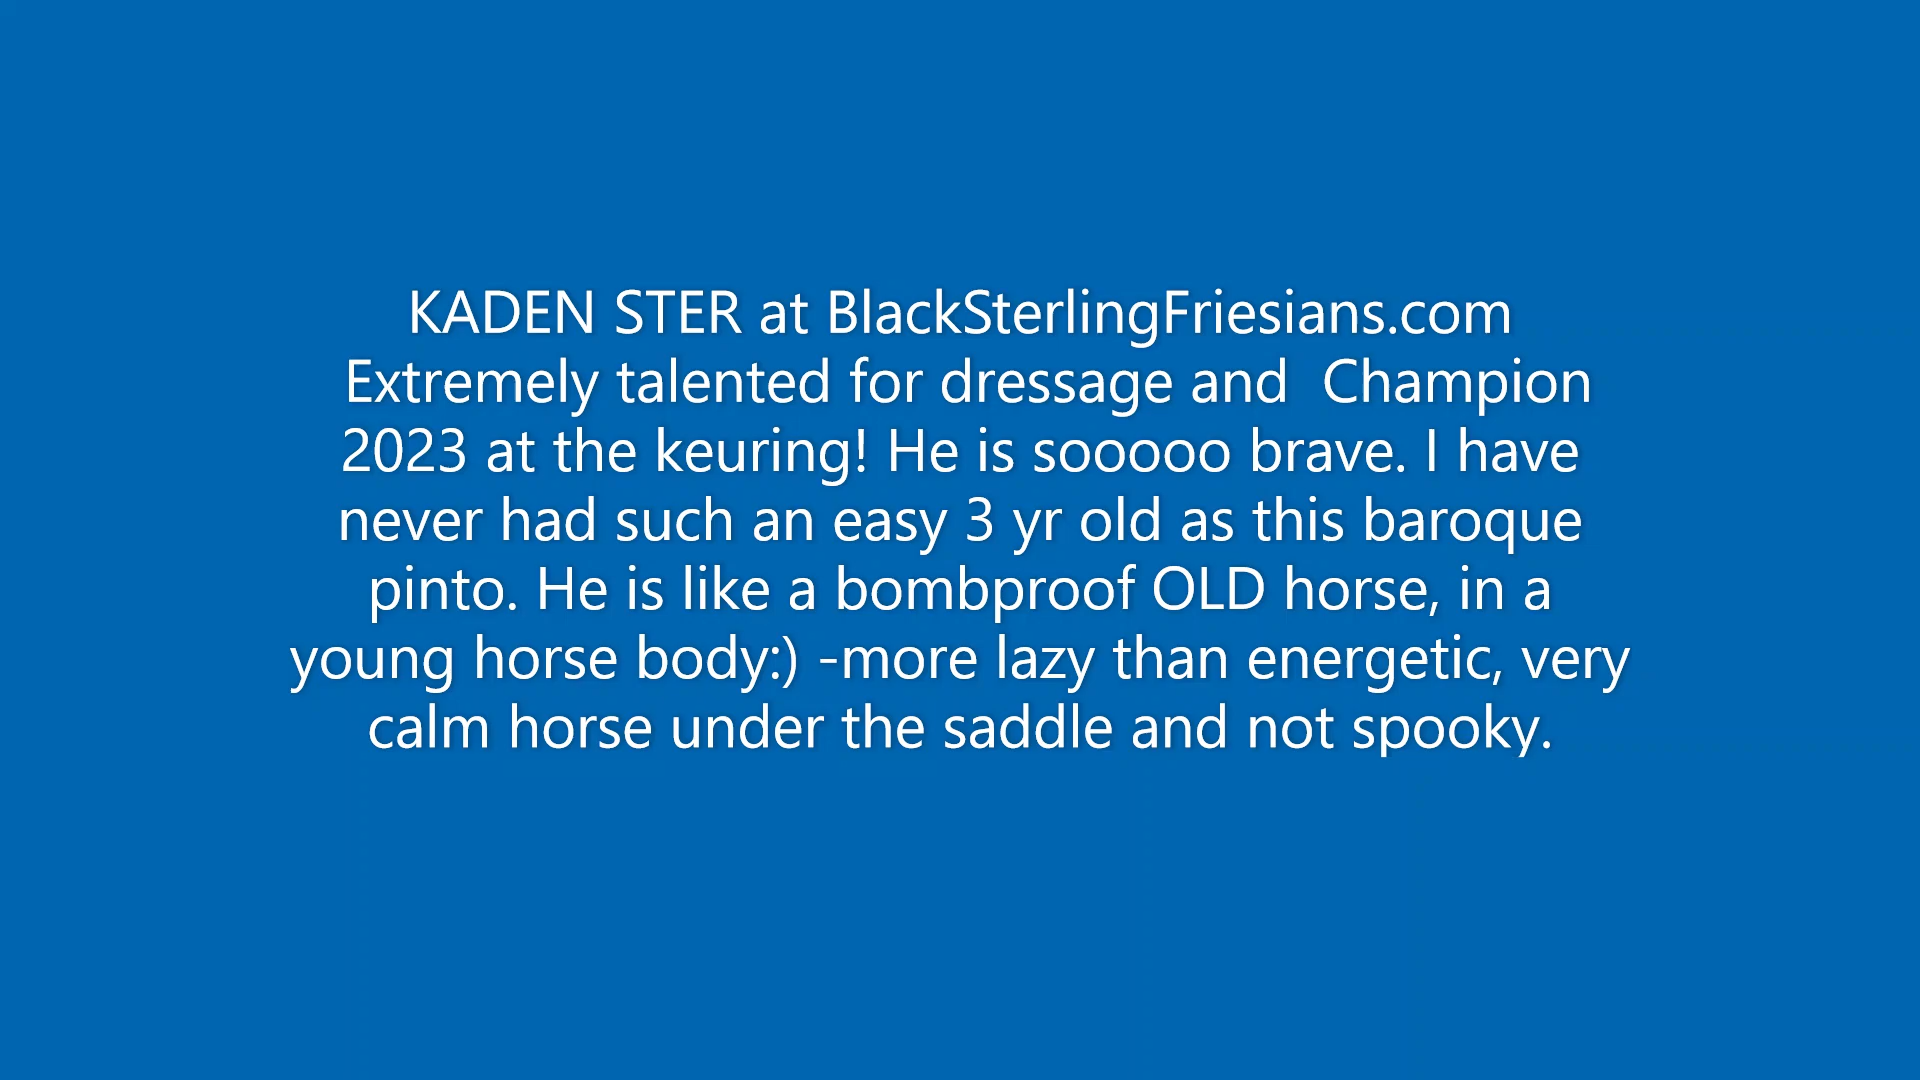 KADEN STER at BlackSterlingFriesians.com
Extremely talented for dressage and  Champion
2023 at the keuring! He is sooooo brave. I have
never had such an easy 3 yr old as this baroque
pinto. He is like a bombproof OLD horse, in a
young horse body:) -more lazy than energetic, very
calm horse under the saddle and not spooky.